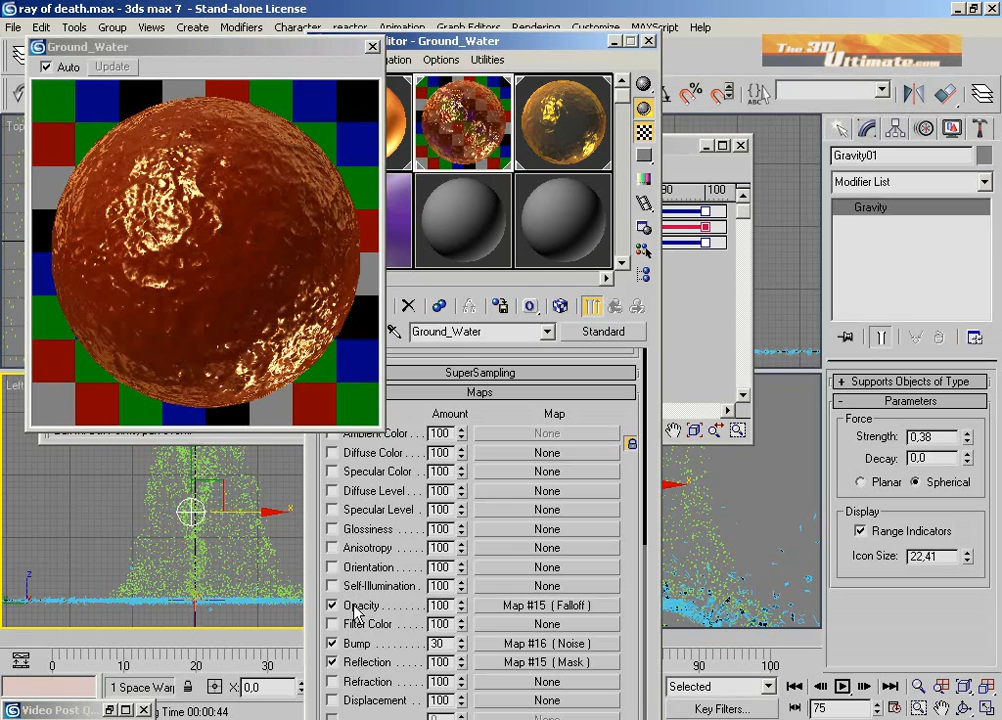 ray of death.max - 3ds max 7 - Stand-alone License
File Edit Tools Group Views Create Modifiers Character reactor Animation Graph Editors Rendering Customize MAXScript Help
Ground_Water
Auto Update
itor - Ground_Water
gation Options Utilities
The 3D
Ultimate.com
Top
Gravity01
Modifier List
Gravity
80 100
Ground_Water Standard
SuperSampling
Maps
Amount Map
Ambient Color 100 None
Diffuse Color . . . . 100 None
Specular Color . . . 100 None
Diffuse Level . . . . 100 None
Specular Level . . . 100 None
Glossiness . . . . . 100 None
Anisotropy . . . . . 100 None
Orientation . . . . . 100 None
Self-Illumination . . 100 None
Opacity . . . . . . . 100 Map #15 ( Falloff )
Filter Color . . . . . 100 None
Bump . . . . . . . . 30 Map #16 ( Noise )
Reflection . . . . . 100 Map #15 ( Mask )
Refraction . . . . . 100 None
Displacement . . . . 100 None
Supports Objects of Type
Parameters
Force
Strength: 0,38
Decay: 0,0
Planar Spherical
Display
Range Indicators
Icon Size: 22,41
Left
z
x
x
0 10 20 30
90 100
1 Space Warp X: 0,0
Selected
Key Filters...
75
Video Post Q...
g Time 0:00:44